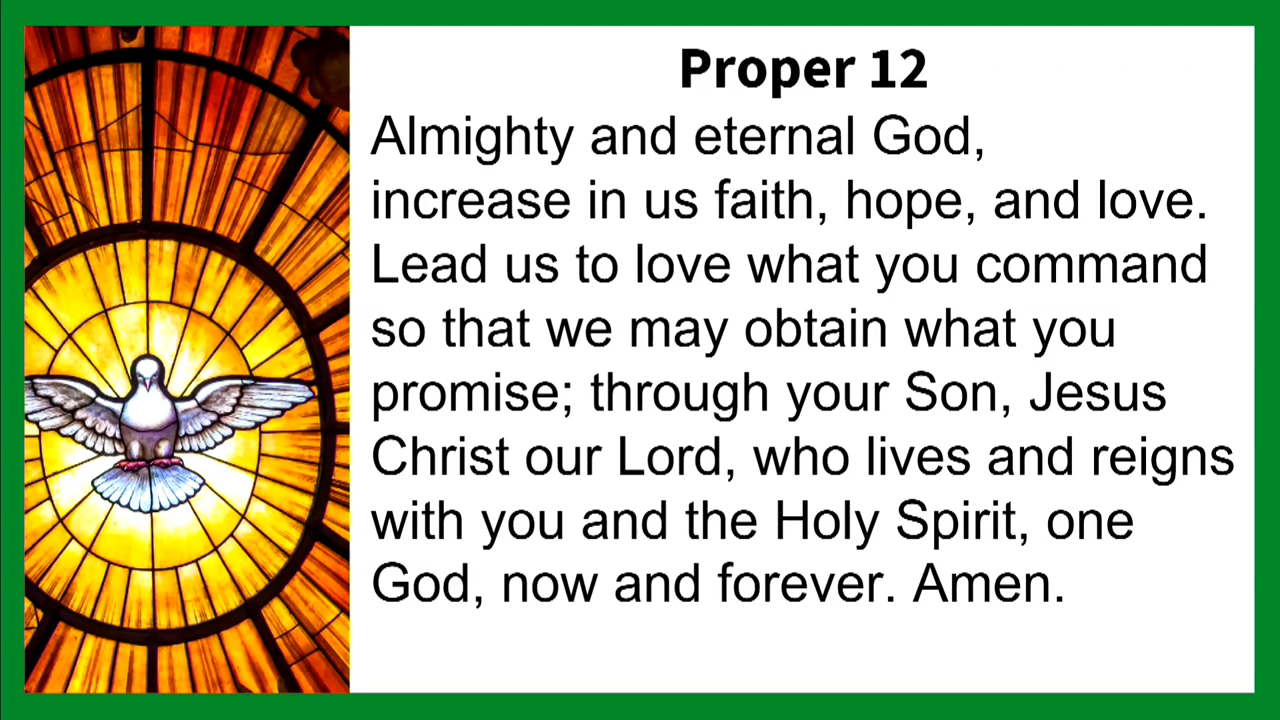 Proper 12
Almighty and eternal God,
increase in us faith, hope, and love.
Lead us to love what you command
so that we may obtain what you
promise; through your Son, Jesus
Christ our Lord, who lives and reigns
with you and the Holy Spirit, one
God, now and forever. Amen.